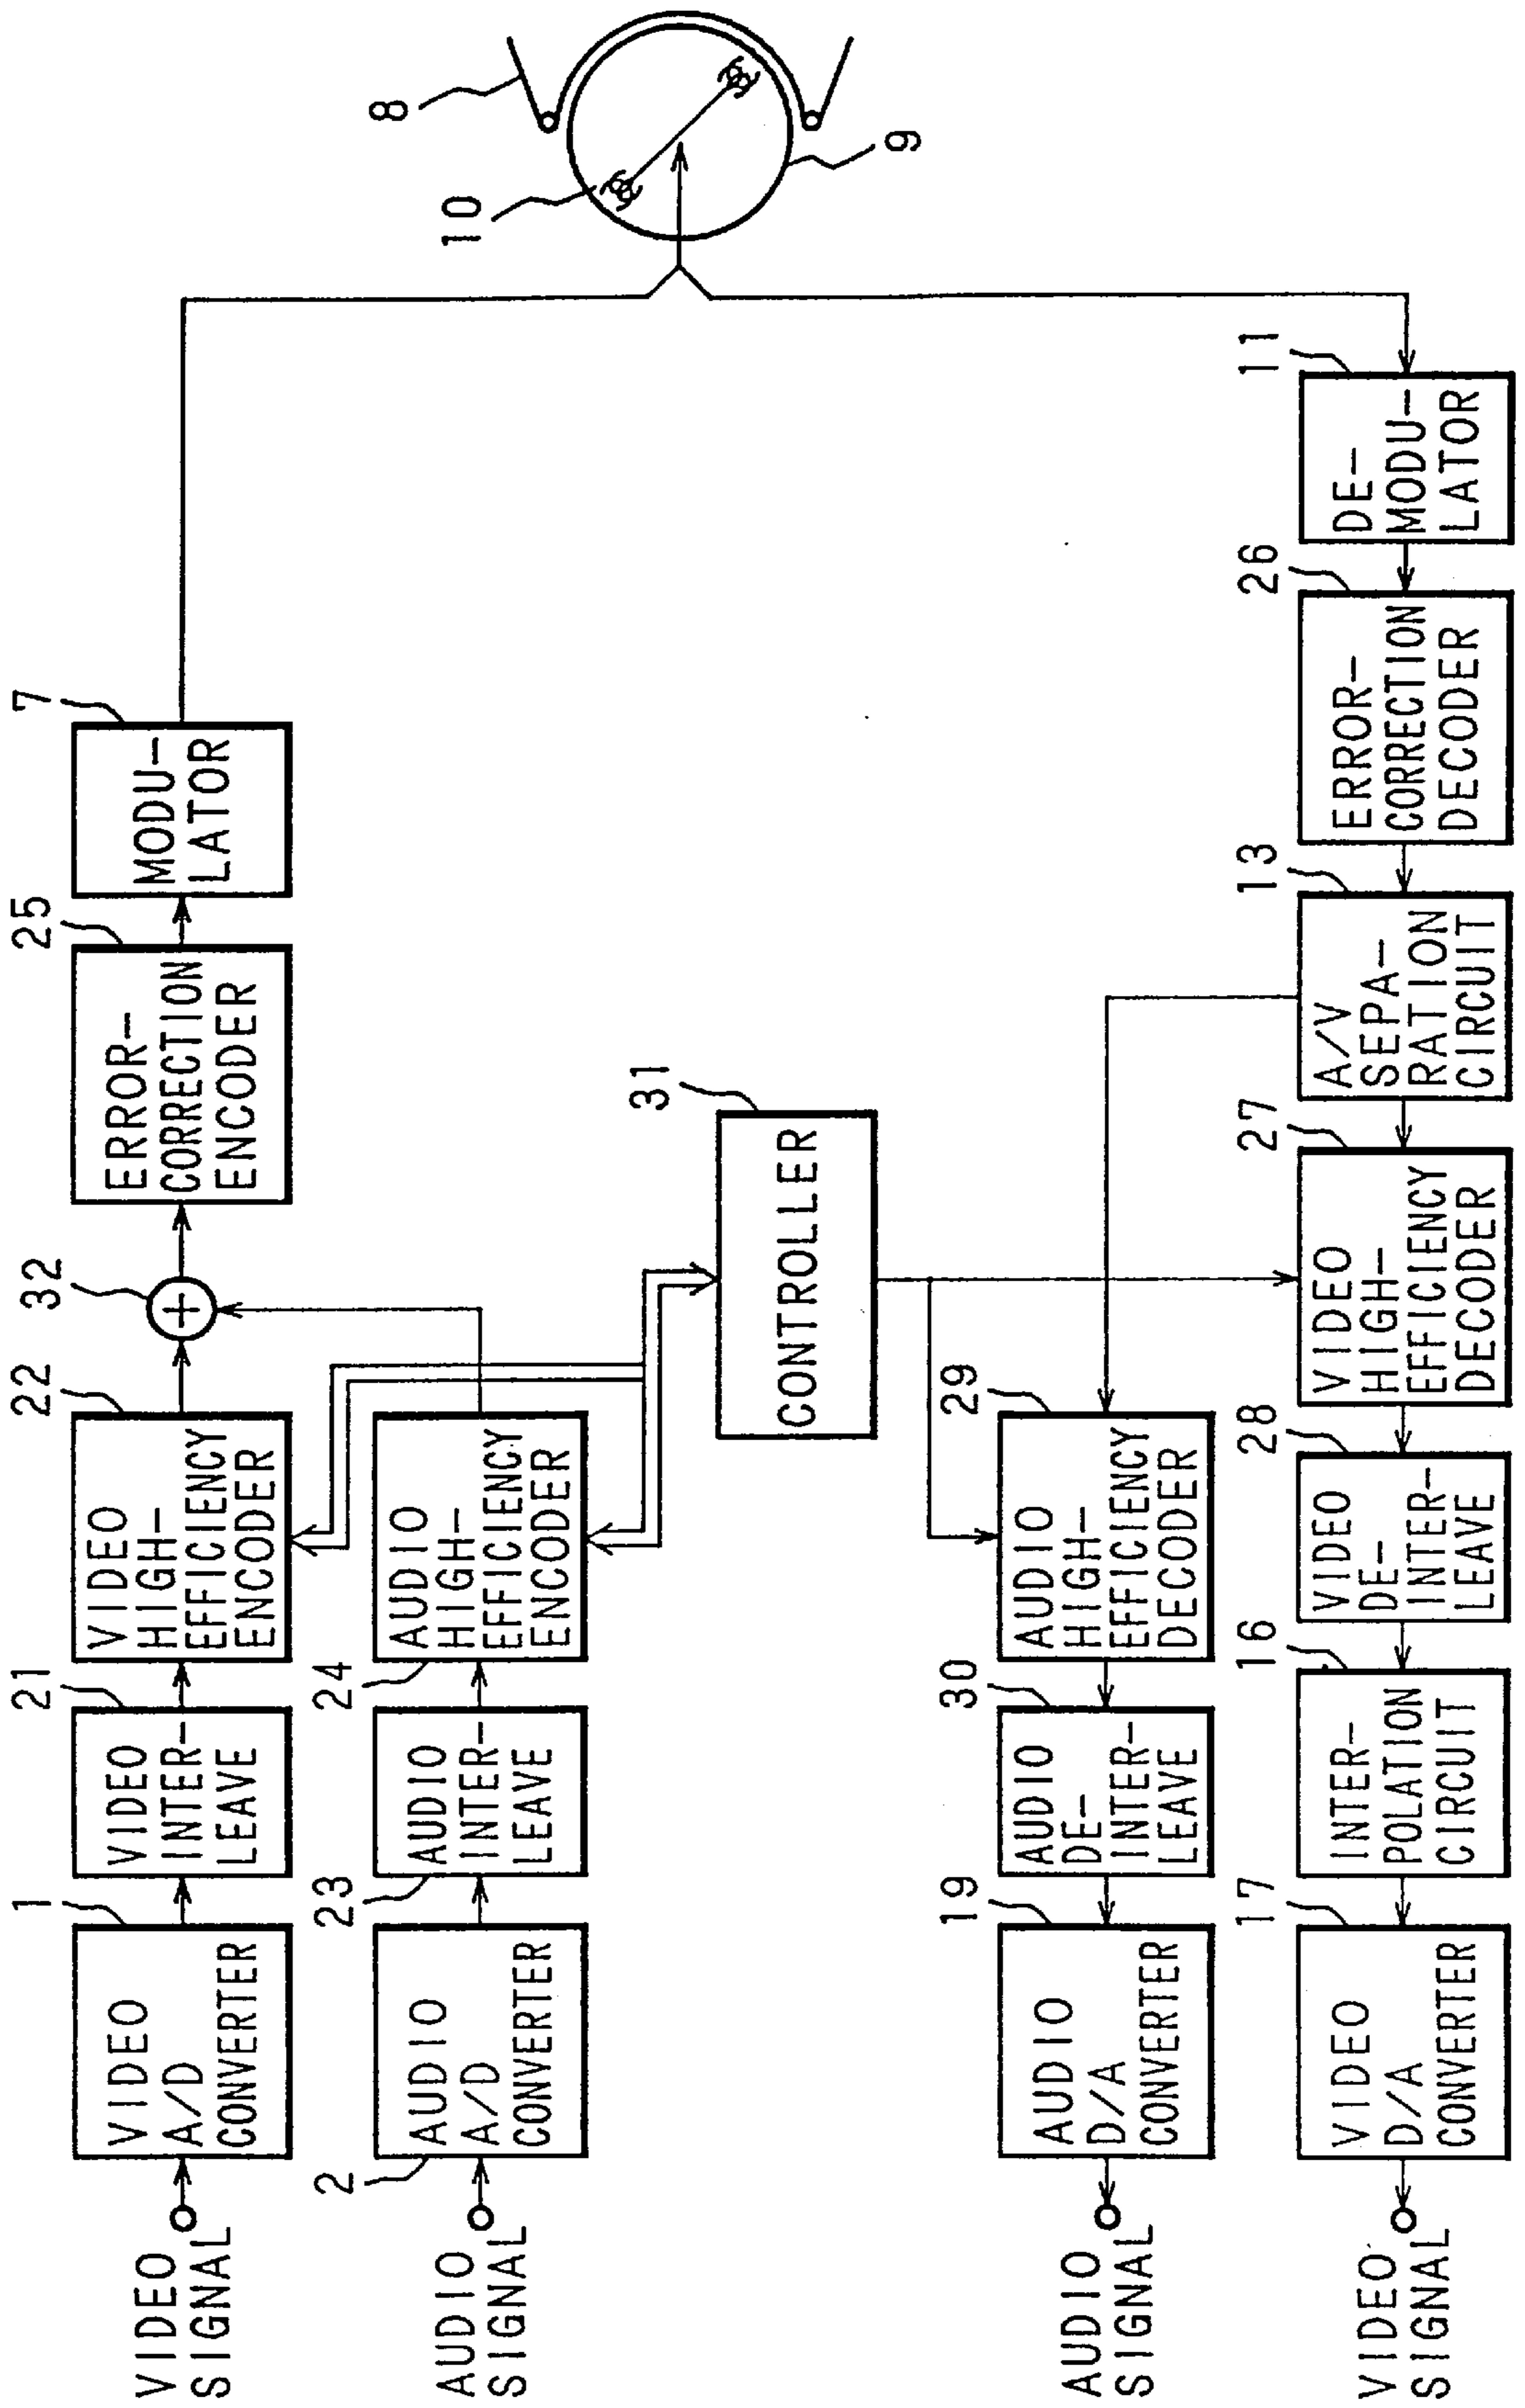 VIDEO
SIGNAL
1
VIDEO
A/D
CONVERTER
21
VIDEO
INTER-
LEAVE
22
VIDEO
HIGH-
EFFICIENCY
ENCODER
32
+
25
ERROR-
CORRECTION
ENCODER
7
MODU-
LATOR
AUDIO
SIGNAL
2
AUDIO
A/D
CONVERTER
23
AUDIO
INTER-
LEAVE
24
AUDIO
HIGH-
EFFICIENCY
ENCODER
31
CONTROLLER
8
10
9
AUDIO
SIGNAL
19
AUDIO
D/A
CONVERTER
30
AUDIO
DE-
INTER-
LEAVE
29
AUDIO
HIGH-
EFFICIENCY
DECODER
VIDEO
SIGNAL
17
VIDEO
D/A
CONVERTER
16
INTER-
POLATION
CIRCUIT
28
VIDEO
DE-
INTER-
LEAVE
27
VIDEO
HIGH-
EFFICIENCY
DECODER
13
A/V
SEPA-
RATION
CIRCUIT
26
ERROR-
CORRECTION
DECODER
11
DE-
MODU-
LATOR